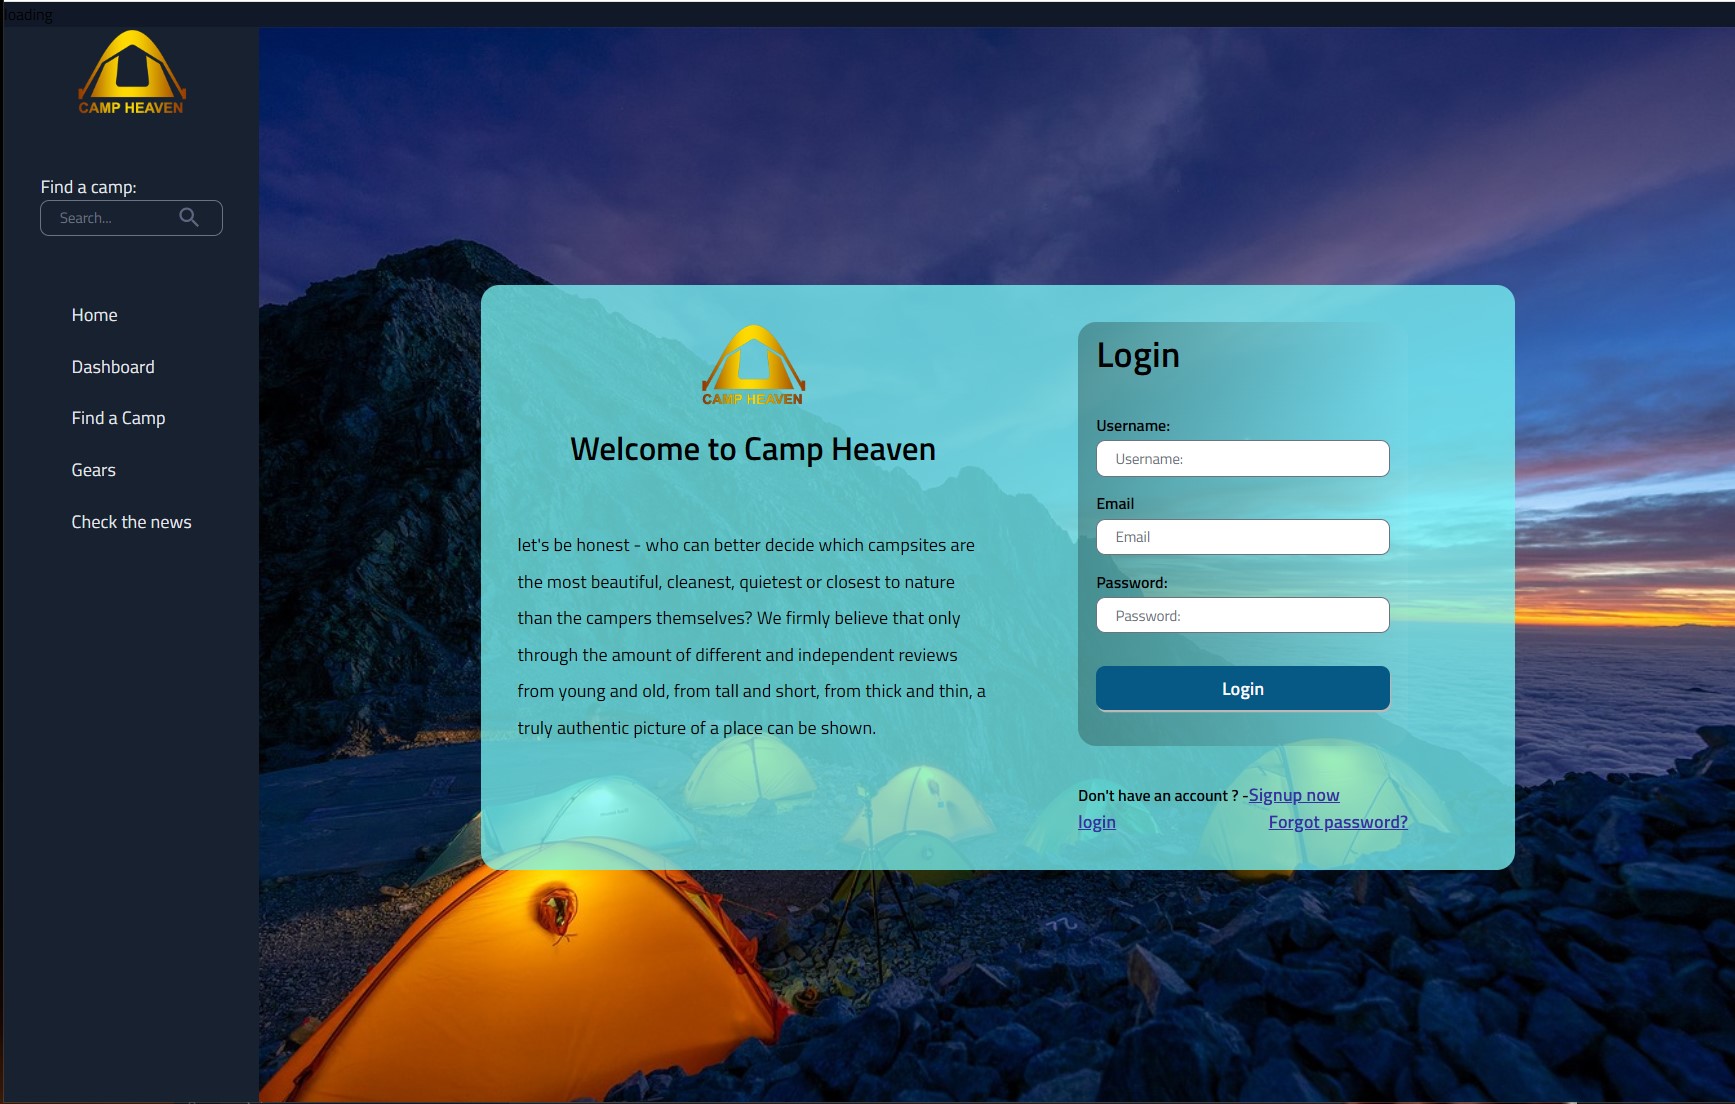 loading
CAMP HEAVEN
Find a camp:
Search...
Home
Dashboard
Find a Camp
Gears
Check the news
CAMP HEAVEN
Welcome to Camp Heaven
let's be honest - who can better decide which campsites are
the most beautiful, cleanest, quietest or closest to nature
than the campers themselves? We firmly believe that only
through the amount of different and independent reviews
from young and old, from tall and short, from thick and thin, a
truly authentic picture of a place can be shown.
Login
Username:
Username:
Email
Email
Password:
Password:
Login
Don't have an account ? -Signup now
login Forgot password?